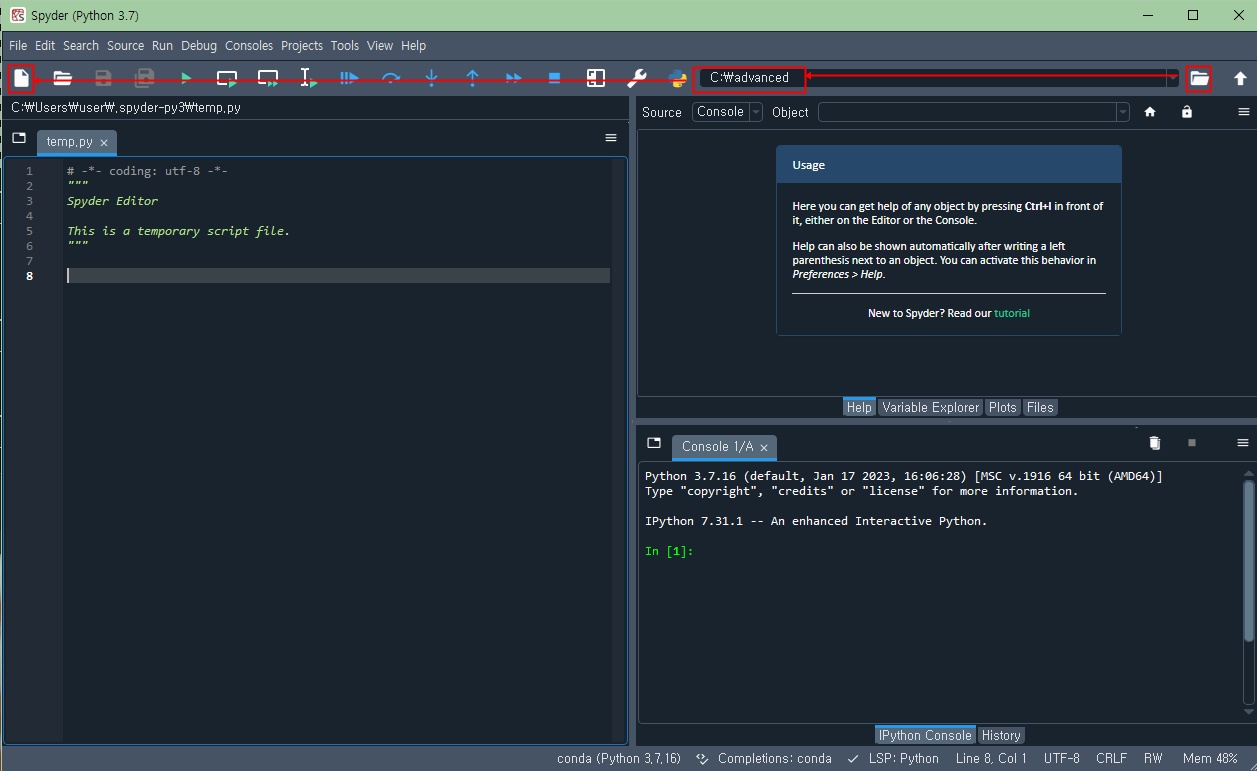 Spyder (Python 3.7)
File Edit Search Source Run Debug Consoles Projects Tools View Help
C:₩advanced
C:₩Users₩user₩.spyder-py3₩temp.py
temp.py
1 # -*- coding: utf-8 -*-
2 """
3 Spyder Editor
4
5 This is a temporary script file.
6 """
7
8
Source Console Object
Usage
Here you can get help of any object by pressing Ctrl+I in front of
it, either on the Editor or the Console.
Help can also be shown automatically after writing a left
parenthesis next to an object. You can activate this behavior in
Preferences > Help.
New to Spyder? Read our tutorial
Help Variable Explorer Plots Files
Console 1/A
Python 3.7.16 (default, Jan 17 2023, 16:06:28) [MSC v.1916 64 bit (AMD64)]
Type "copyright", "credits" or "license" for more information.
IPython 7.31.1 -- An enhanced Interactive Python.
In [1]:
IPython Console History
conda (Python 3.7.16) Completions: conda LSP: Python Line 8, Col 1 UTF-8 CRLF RW Mem 48%